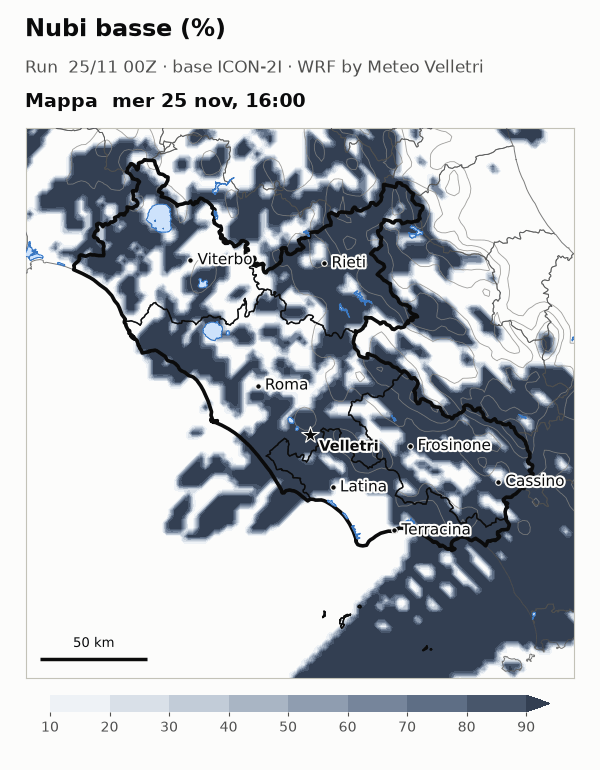 Nubi basse (%)
Run 25/11 00Z · base ICON-2I · WRF by Meteo Velletri
Mappa mer 25 nov, 16:00
Viterbo
Rieti
Roma
Velletri
Frosinone
Cassino
Latina
Terracina
50 km
10 20 30 40 50 60 70 80 90